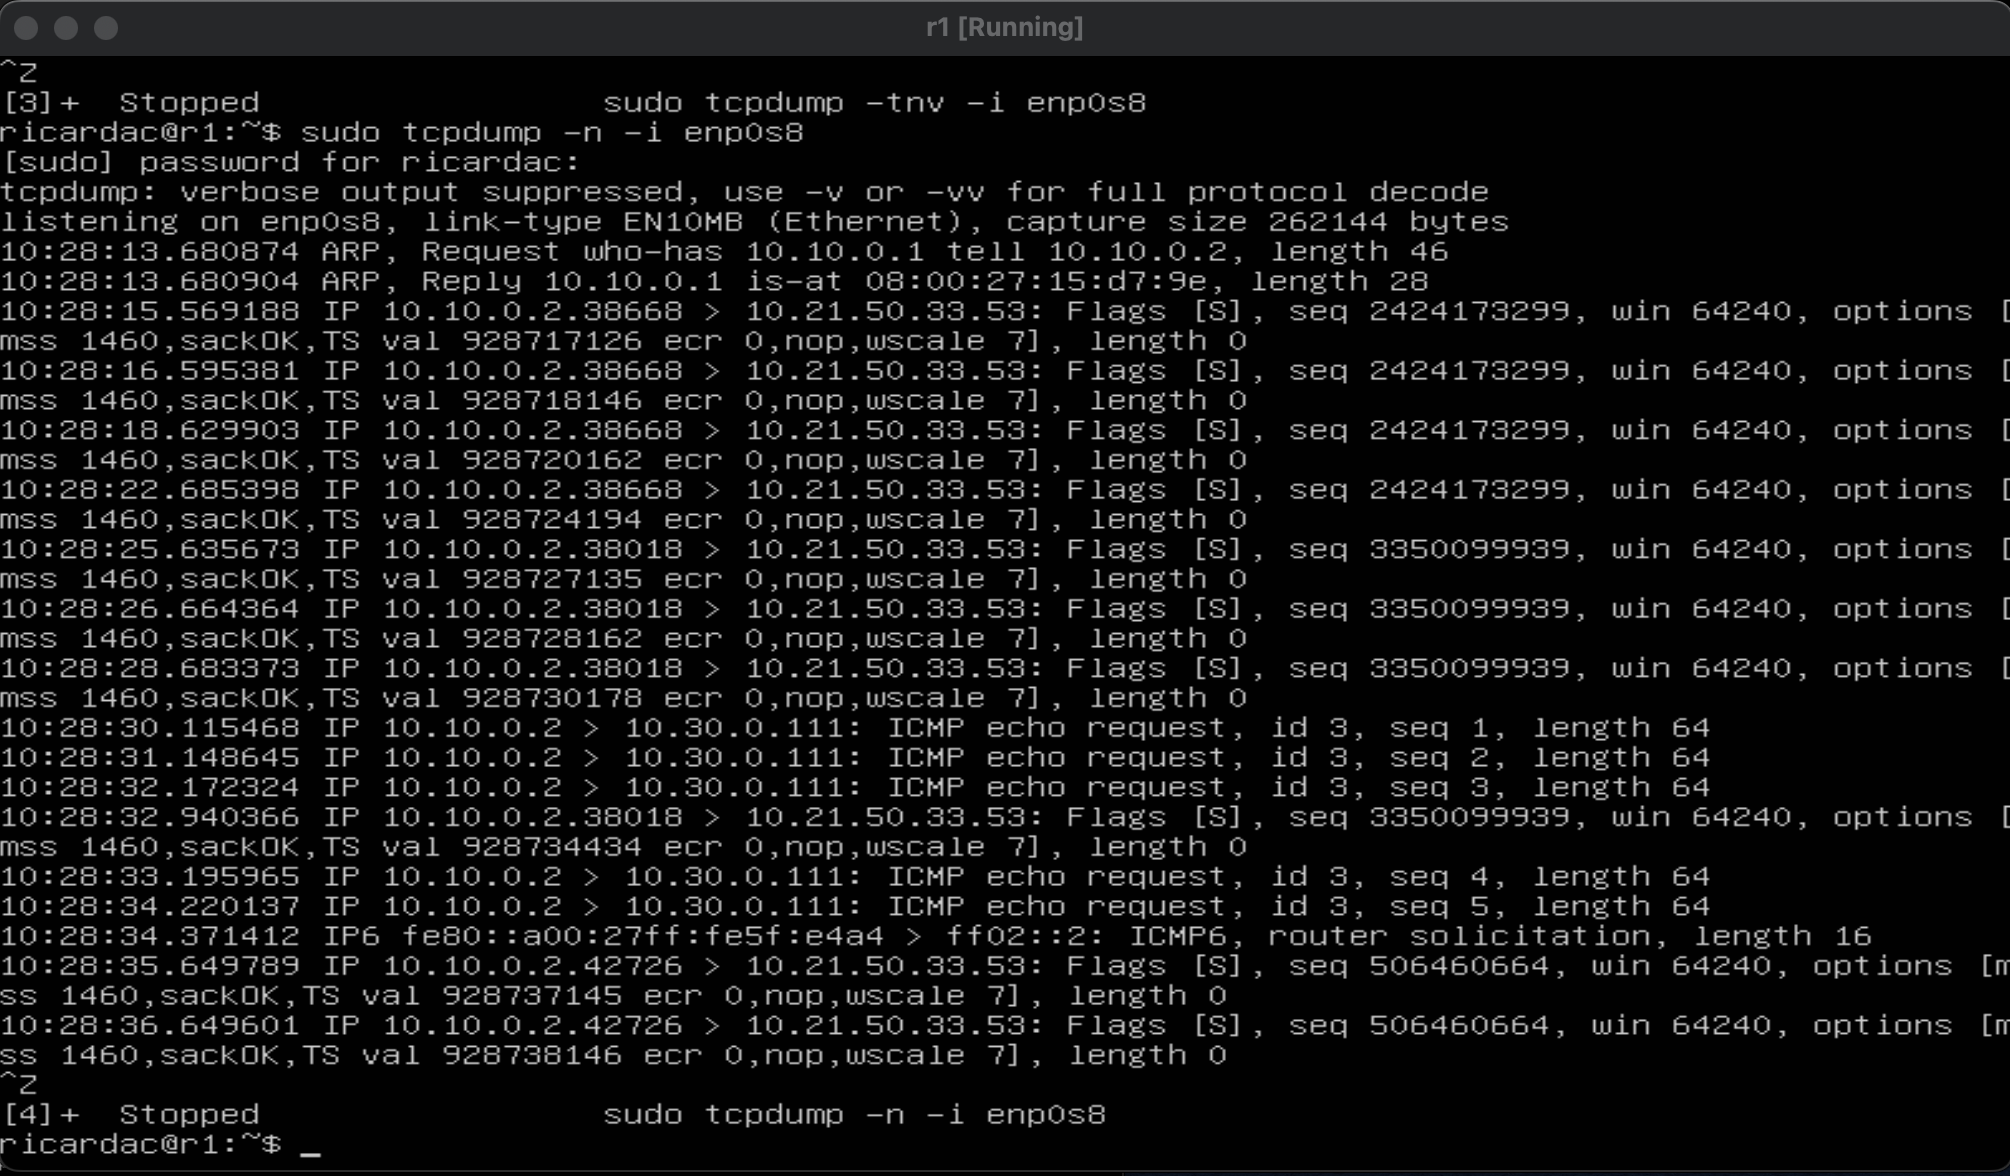 r1 [Running]
^Z
[3]+  Stopped                 sudo tcpdump -tnv -i enp0s8
ricardac@r1:~$ sudo tcpdump -n -i enp0s8
[sudo] password for ricardac:
tcpdump: verbose output suppressed, use -v or -vv for full protocol decode
listening on enp0s8, link-type EN10MB (Ethernet), capture size 262144 bytes
10:28:13.680874 ARP, Request who-has 10.10.0.1 tell 10.10.0.2, length 46
10:28:13.680904 ARP, Reply 10.10.0.1 is-at 08:00:27:15:d7:9e, length 28
10:28:15.569188 IP 10.10.0.2.38668 > 10.21.50.33.53: Flags [S], seq 2424173299, win 64240, options [
mss 1460,sackOK,TS val 928717126 ecr 0,nop,wscale 7], length 0
10:28:16.595381 IP 10.10.0.2.38668 > 10.21.50.33.53: Flags [S], seq 2424173299, win 64240, options [
mss 1460,sackOK,TS val 928718146 ecr 0,nop,wscale 7], length 0
10:28:18.629903 IP 10.10.0.2.38668 > 10.21.50.33.53: Flags [S], seq 2424173299, win 64240, options [
mss 1460,sackOK,TS val 928720162 ecr 0,nop,wscale 7], length 0
10:28:22.685398 IP 10.10.0.2.38668 > 10.21.50.33.53: Flags [S], seq 2424173299, win 64240, options [
mss 1460,sackOK,TS val 928724194 ecr 0,nop,wscale 7], length 0
10:28:25.635673 IP 10.10.0.2.38018 > 10.21.50.33.53: Flags [S], seq 3350099939, win 64240, options [
mss 1460,sackOK,TS val 928727135 ecr 0,nop,wscale 7], length 0
10:28:26.664364 IP 10.10.0.2.38018 > 10.21.50.33.53: Flags [S], seq 3350099939, win 64240, options [
mss 1460,sackOK,TS val 928728162 ecr 0,nop,wscale 7], length 0
10:28:28.683373 IP 10.10.0.2.38018 > 10.21.50.33.53: Flags [S], seq 3350099939, win 64240, options [
mss 1460,sackOK,TS val 928730178 ecr 0,nop,wscale 7], length 0
10:28:30.115468 IP 10.10.0.2 > 10.30.0.111: ICMP echo request, id 3, seq 1, length 64
10:28:31.148645 IP 10.10.0.2 > 10.30.0.111: ICMP echo request, id 3, seq 2, length 64
10:28:32.172324 IP 10.10.0.2 > 10.30.0.111: ICMP echo request, id 3, seq 3, length 64
10:28:32.940366 IP 10.10.0.2.38018 > 10.21.50.33.53: Flags [S], seq 3350099939, win 64240, options [
mss 1460,sackOK,TS val 928734434 ecr 0,nop,wscale 7], length 0
10:28:33.195965 IP 10.10.0.2 > 10.30.0.111: ICMP echo request, id 3, seq 4, length 64
10:28:34.220137 IP 10.10.0.2 > 10.30.0.111: ICMP echo request, id 3, seq 5, length 64
10:28:34.371412 IP6 fe80::a00:27ff:fe5f:e4a4 > ff02::2: ICMP6, router solicitation, length 16
10:28:35.649789 IP 10.10.0.2.42726 > 10.21.50.33.53: Flags [S], seq 506460664, win 64240, options [m
ss 1460,sackOK,TS val 928737145 ecr 0,nop,wscale 7], length 0
10:28:36.649601 IP 10.10.0.2.42726 > 10.21.50.33.53: Flags [S], seq 506460664, win 64240, options [m
ss 1460,sackOK,TS val 928738146 ecr 0,nop,wscale 7], length 0
^Z
[4]+  Stopped                 sudo tcpdump -n -i enp0s8
ricardac@r1:~$ _